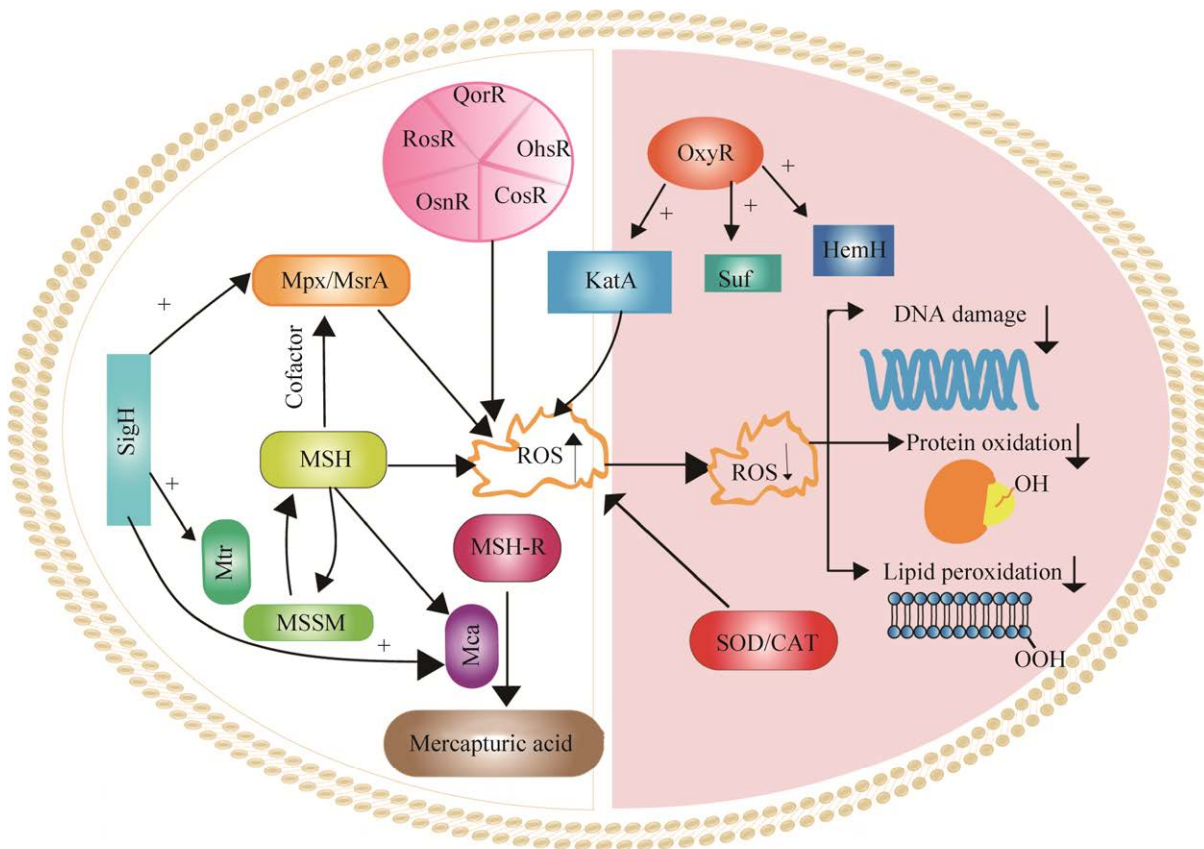 QorR
RosR
OhsR
OsnR
CosR
OxyR
+
+
+
HemH
KatA
Suf
Mpx/MsrA
+
DNA damage
Cofactor
SigH
MSH
ROS
ROS
Protein oxidation
OH
+
MSH-R
Mtr
MSSM
Lipid peroxidation
+
Mca
SOD/CAT
OOH
Mercapturic acid